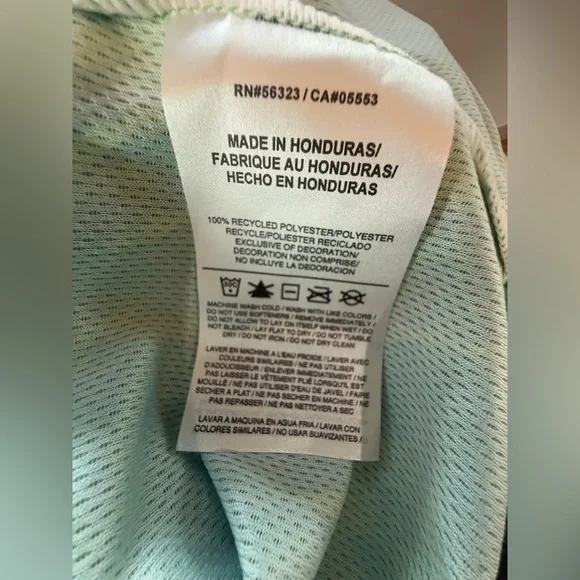 RN#56323 / CA#05553
MADE IN HONDURAS/
FABRIQUE AU HONDURAS/
HECHO EN HONDURAS
100% RECYCLED POLYESTER/POLYESTER
RECYCLE/POLIESTER RECICLADO
EXCLUSIVE OF DECORATION/
DECORATION NON COMPRISE/
NO INCLUYE LA DECORACION
MACHINE WASH COLD / WASH WITH LIKE COLORS /
DO NOT USE SOFTENERS / REMOVE IMMEDIATELY /
DO NOT ALLOW TO LAY ON ITSELF WHEN WET / DO
NOT BLEACH / LAY FLAT TO DRY / DO NOT TUMBLE
DRY / DO NOT IRON / DO NOT DRY CLEAN
LAVER EN MACHINE A L'EAU FROIDE / LAVER AVEC
COULEURS SIMILAIRES / NE PAS UTILISER
/ ENLEVER IMMEDIATEMENT / NE
PAS LAISSER LE VÊTEMENT PLIÉ LORSQU'IL EST
MOUILLÉ / NE PAS UTILISER D'EAU DE JAVEL / FAIRE
SECHER A PLAT / NE PAS SECHER A SEC / NE
PAS REPASSER / NE PAS NETTOYER A SEC
LAVAR A MAQUINA EN AGUA FRIA / LAVAR CON
COLORES SIMILARES / NO USAR SUAVIZANTES /